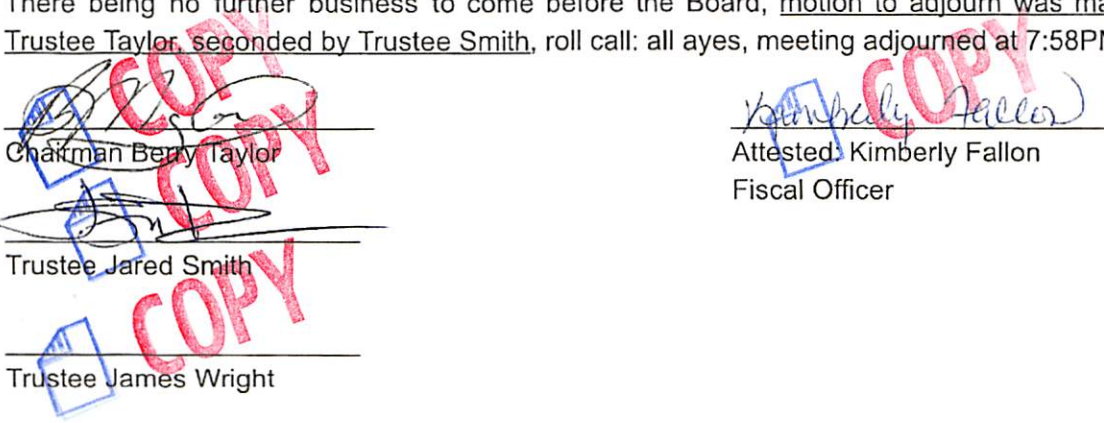 There being no further business to come before the Board, motion to adjourn was ma
Trustee Taylor, seconded by Trustee Smith, roll call: all ayes, meeting adjourned at 7:58PM
COPY
COPY
Kimberly Fallon
COPY
Chairman Berry Taylor
Attested: Kimberly Fallon
Fiscal Officer
Trustee Jared Smith
COPY
Trustee James Wright